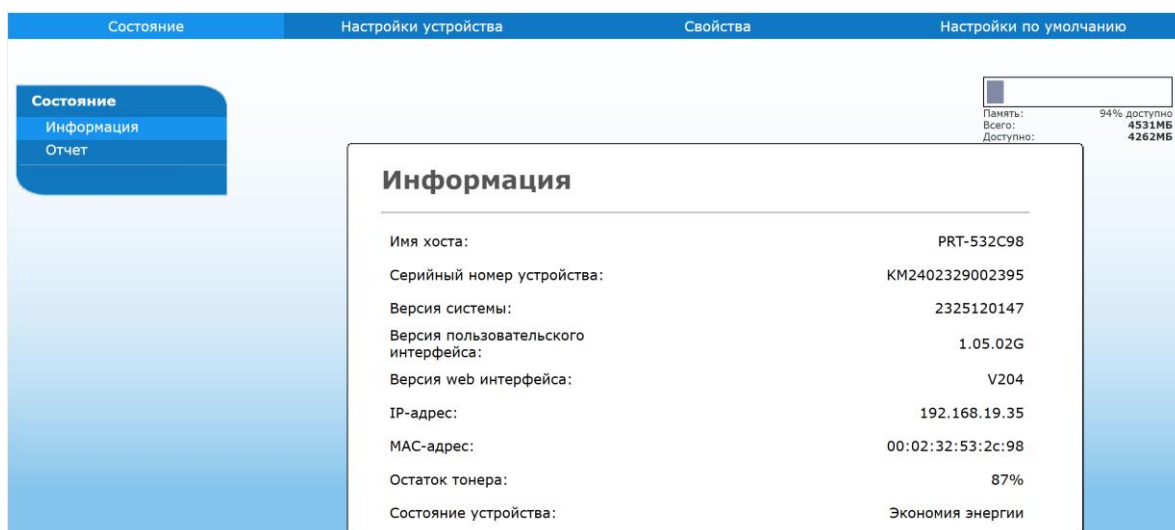 Состояние Настройки устройства Свойства Настройки по умолчанию
Состояние
Информация
Отчет
Память: 94% доступно
Всего: 4531МБ
Доступно: 4262МБ
Информация
Имя хоста: PRT-532C98
Серийный номер устройства: KM2402329002395
Версия системы: 2325120147
Версия пользовательского
интерфейса: 1.05.02G
Версия web интерфейса: V204
IP-адрес: 192.168.19.35
MAC-адрес: 00:02:32:53:2c:98
Остаток тонера: 87%
Состояние устройства: Экономия энергии